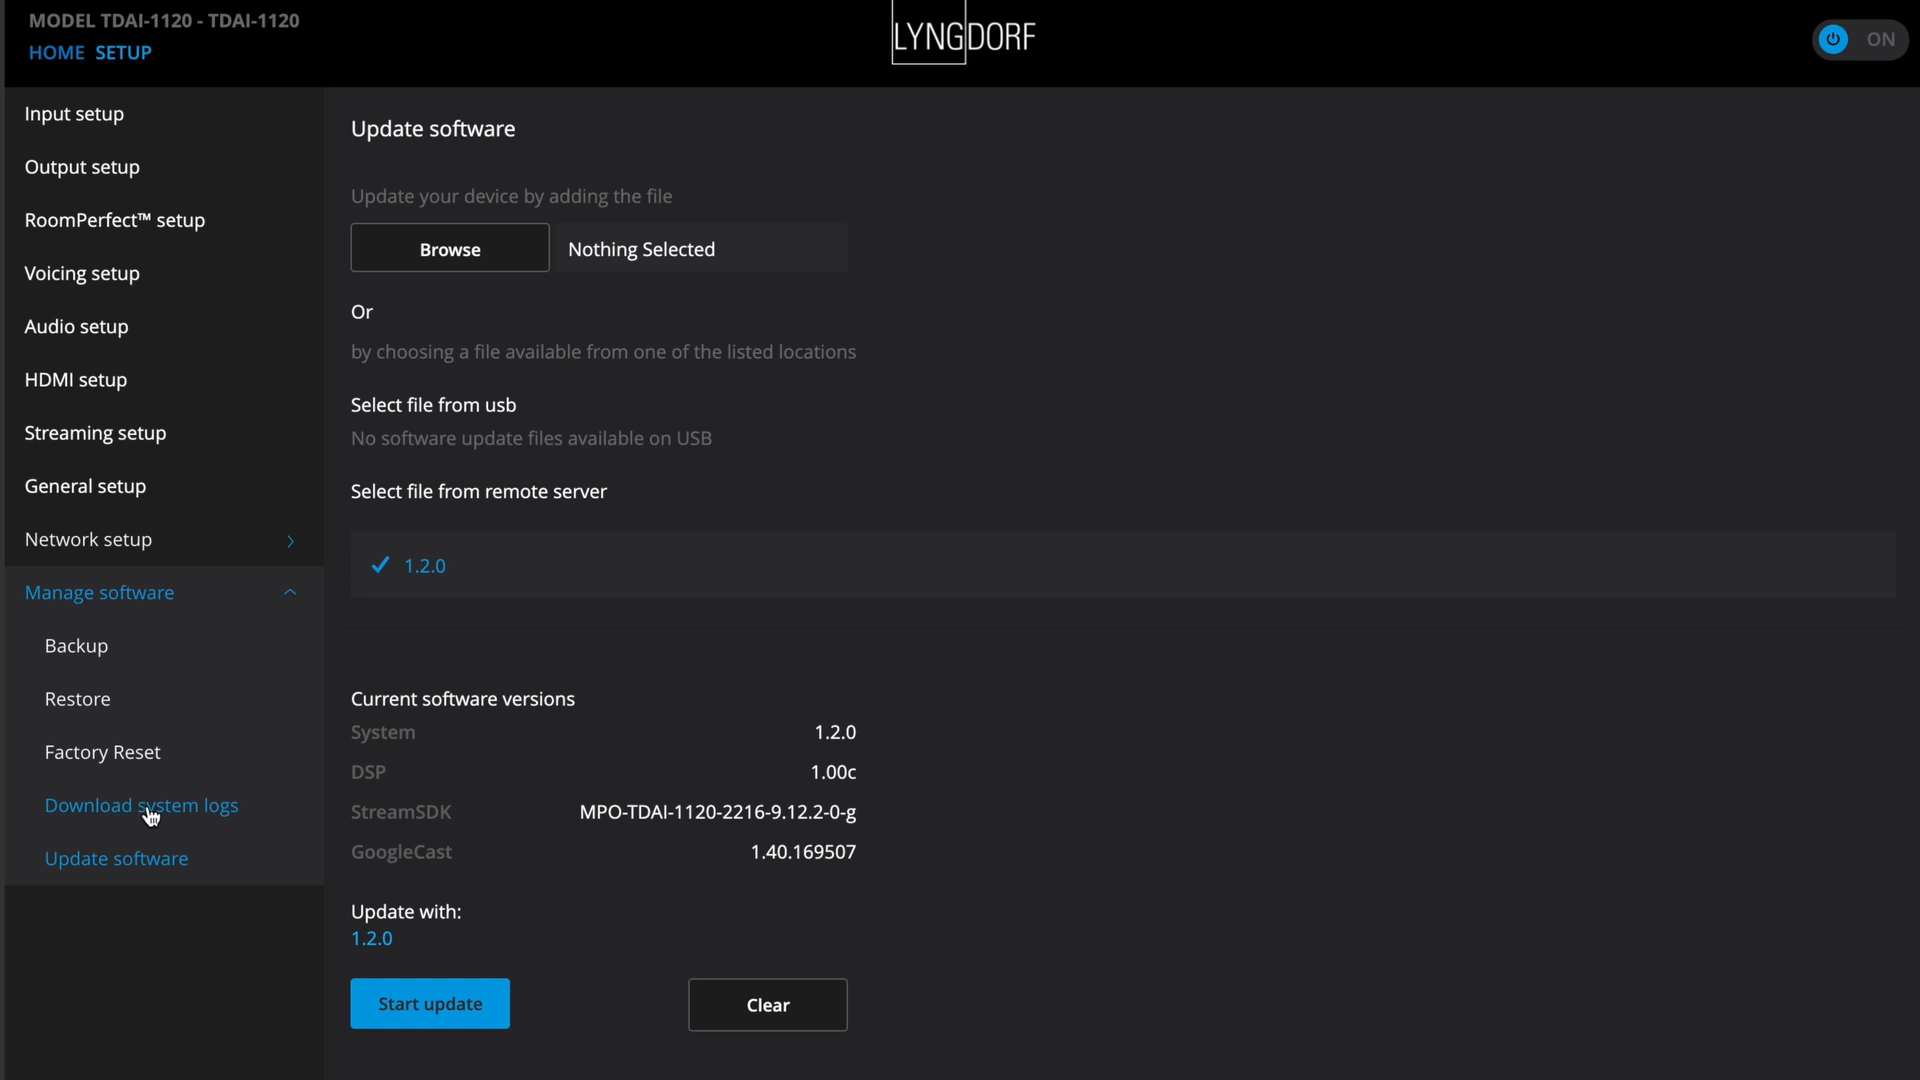 MODEL TDAI-1120 - TDAI-1120
HOME SETUP
LYNGDORF
ON
Input setup
Output setup
RoomPerfect™ setup
Voicing setup
Audio setup
HDMI setup
Streaming setup
General setup
Network setup
Manage software
Backup
Restore
Factory Reset
Download system logs
Update software
Update software
Update your device by adding the file
Browse
Nothing Selected
Or
by choosing a file available from one of the listed locations
Select file from usb
No software update files available on USB
Select file from remote server
1.2.0
Current software versions
System 1.2.0
DSP 1.00c
StreamSDK MPO-TDAI-1120-2216-9.12.2-0-g
GoogleCast 1.40.169507
Update with:
1.2.0
Start update
Clear